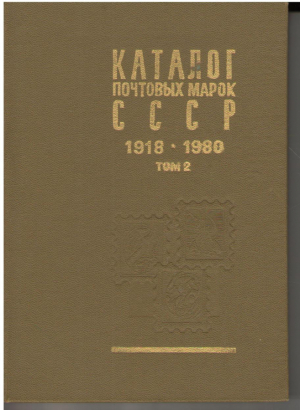 КАТАЛОГ
ПОЧТОВЫХ МАРОК
СССР
1918 • 1980
ТОМ 2